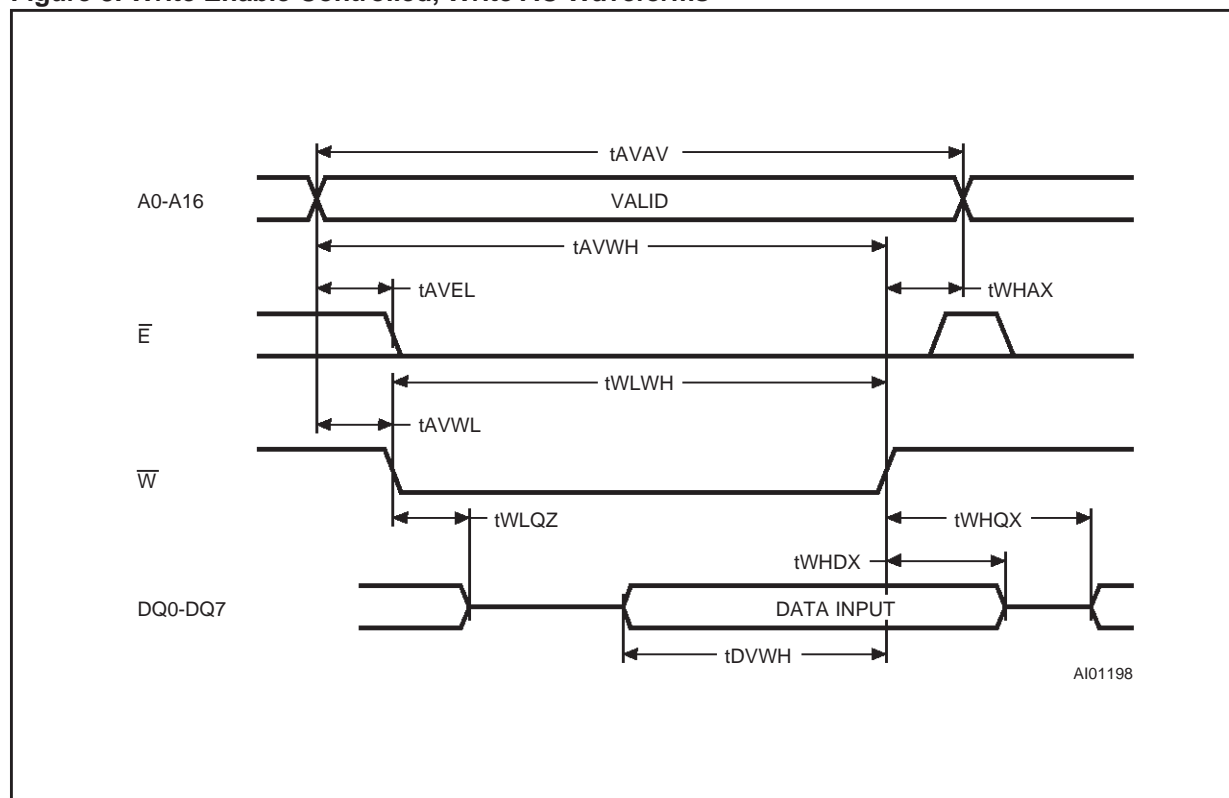 tAVAV
A0-A16
VALID
tAVWH
tAVEL
tWHAX
E
tWLWH
tAVWL
W
tWLQZ
tWHQX
tWHDX
DQ0-DQ7
DATA INPUT
tDVWH
AI01198